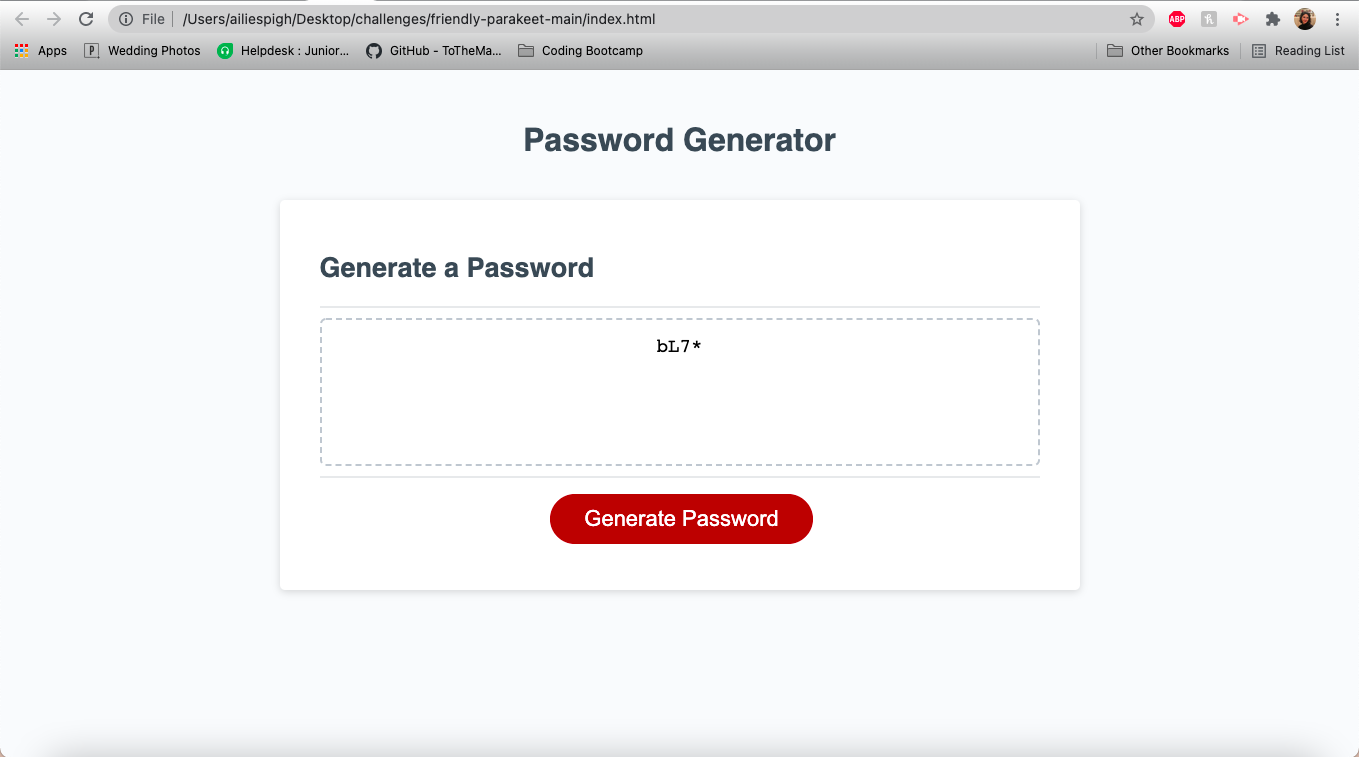 File /Users/ailiespigh/Desktop/challenges/friendly-parakeet-main/index.html ABP
Apps P Wedding Photos Helpdesk : Junior... GitHub - ToTheMa... Coding Bootcamp Other Bookmarks Reading List
Password Generator
Generate a Password
bL7*
Generate Password